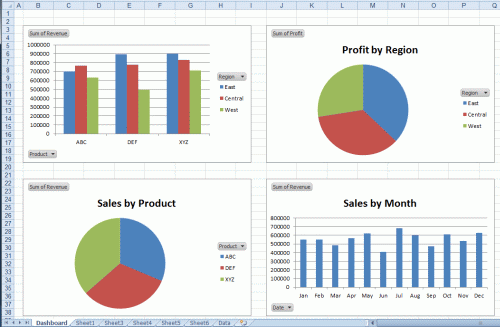 A B C D E F G H I J K L M N O P Q
1
2
3
4
5
6
7
8
9
10
11
12
13
14
15
16
17
18
19
20
21
22
23
24
25
26
27
28
29
30
31
32
33
34
35
36
37
Sum of Revenue
1000000
900000
800000
700000
600000
500000
400000
300000
200000
100000
0
ABC DEF XYZ
Region
East
Central
West
Product
Sum of Profit
Profit by Region
Region
East
Central
West
Sum of Revenue
Sales by Product
Product
ABC
DEF
XYZ
Sum of Revenue
Sales by Month
800000
700000
600000
500000
400000
300000
200000
100000
0
Jan Feb Mar Apr May Jun Jul Aug Sep Oct Nov Dec
Date
Dashboard Sheet1 Sheet3 Sheet4 Sheet5 Sheet6 Data